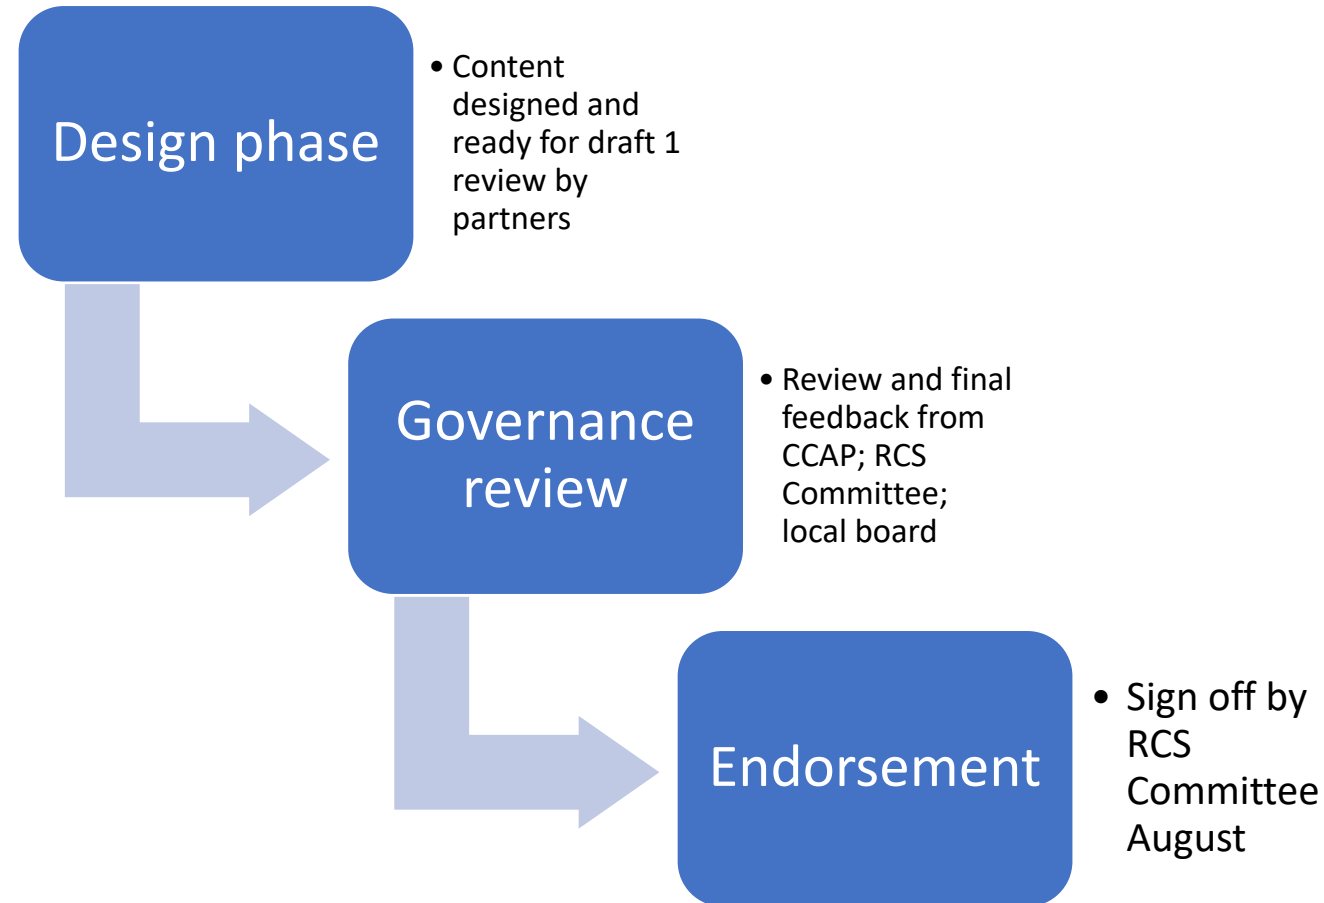 Design phase
• Content
designed and
ready for draft 1
review by
partners
Governance
review
• Review and final
feedback from
CCAP; RCS
Committee;
local board
Endorsement
• Sign off by
RCS
Committee
August